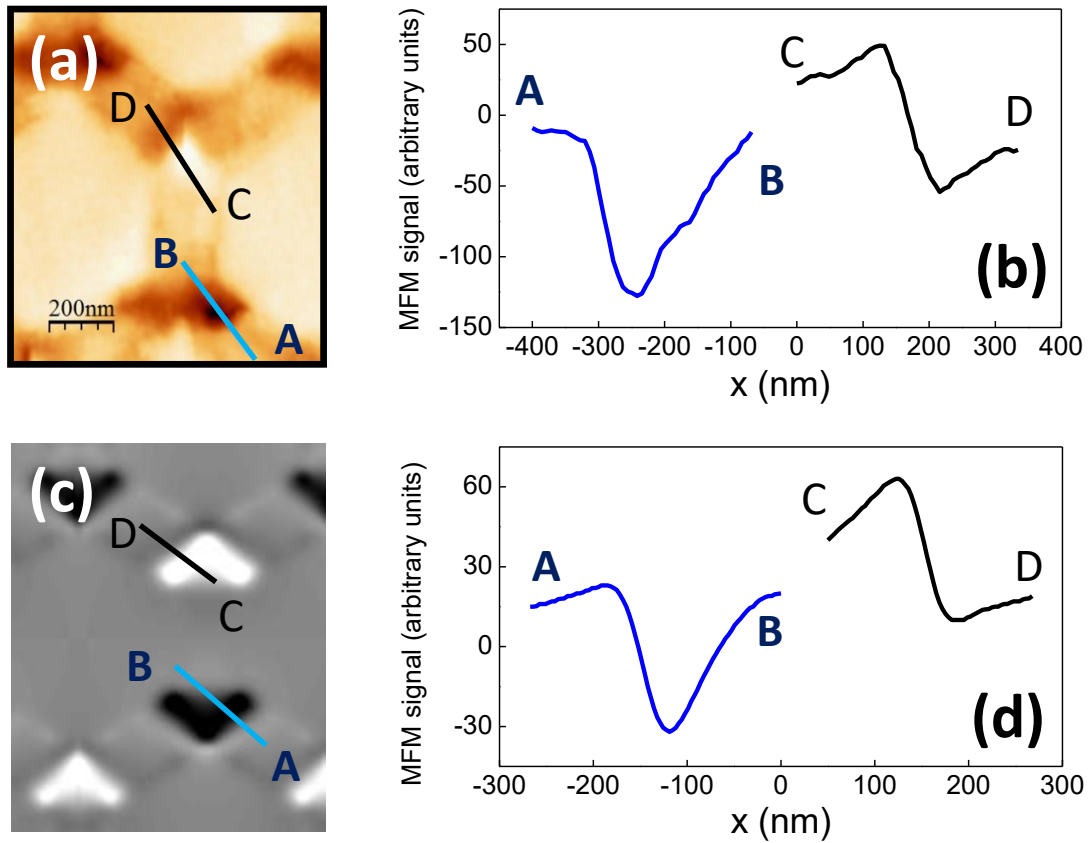 (a)
D
C
B
A
200nm
MFM signal (arbitrary units)
50
0
-50
-100
-150
A
B
C
D
(b)
-400 -300 -200 -100 0 100 200 300 400
x (nm)
(c)
D
C
B
A
MFM signal (arbitrary units)
60
30
0
-30
A
B
C
D
(d)
-300 -200 -100 0 100 200 300
x (nm)